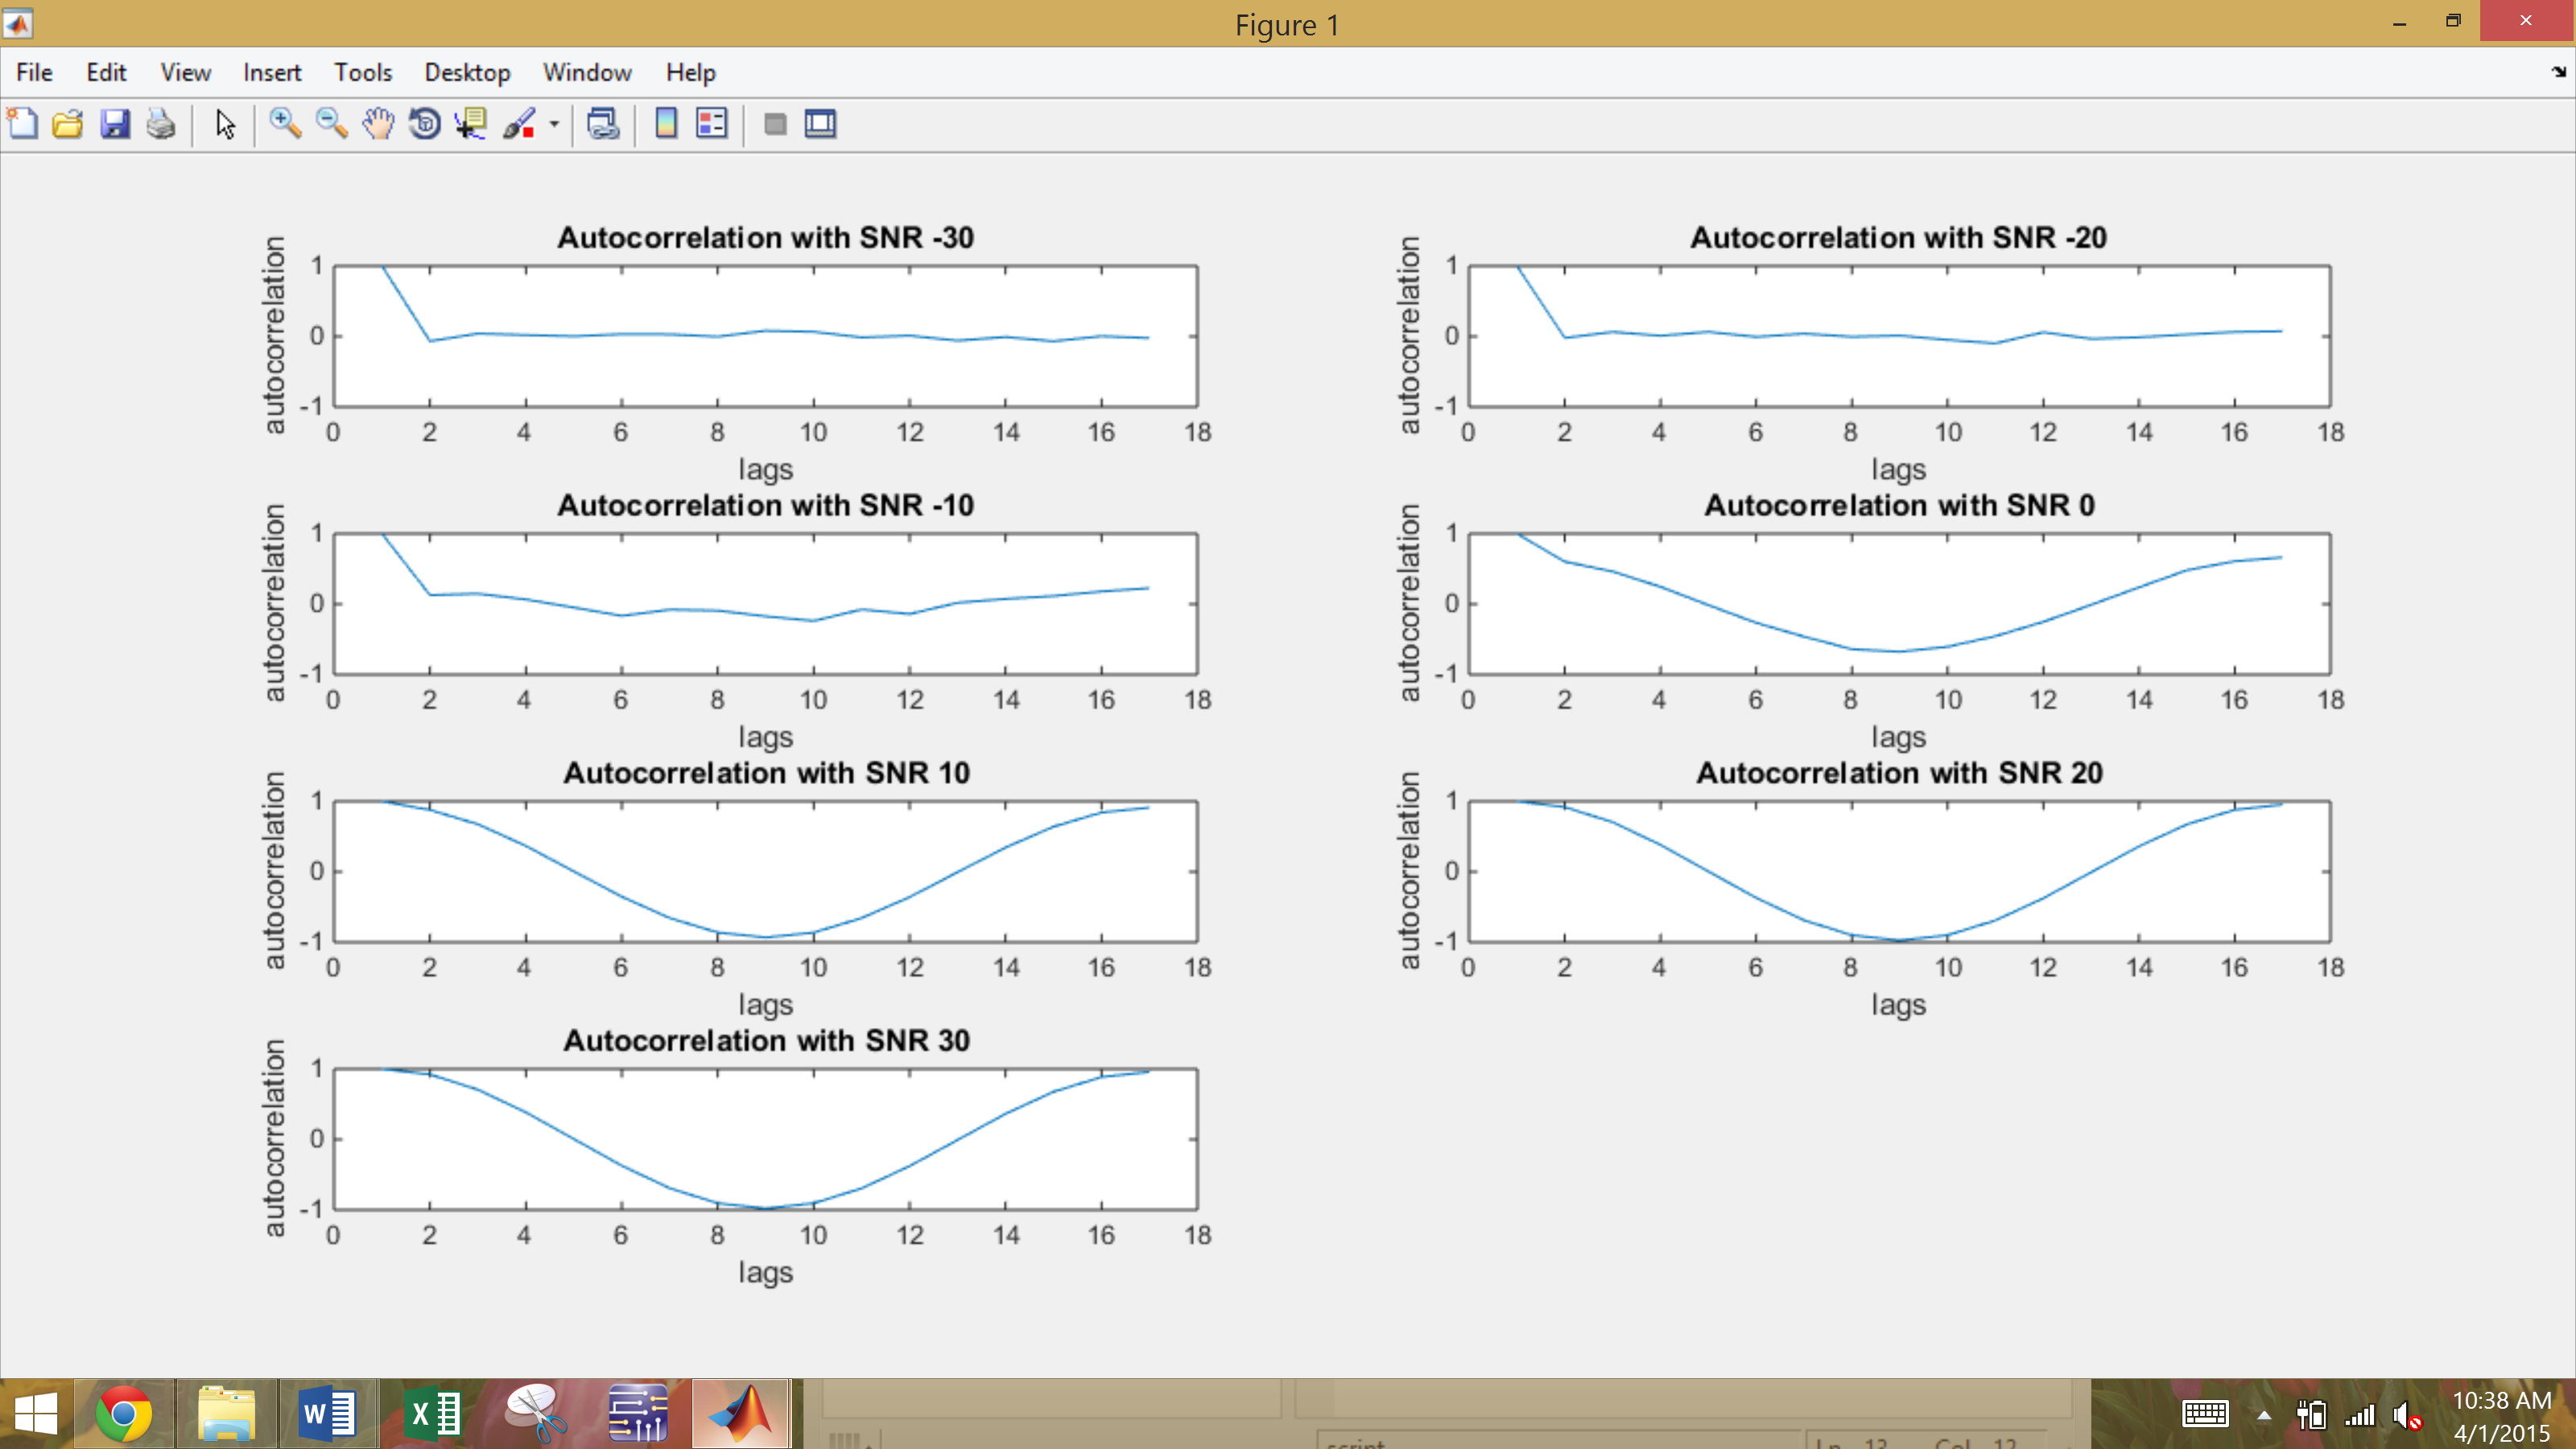 Figure 1
File Edit View Insert Tools Desktop Window Help
Autocorrelation with SNR -30
autocorrelation
1
0
-1
0 2 4 6 8 10 12 14 16 18
lags
Autocorrelation with SNR -20
autocorrelation
1
0
-1
0 2 4 6 8 10 12 14 16 18
lags
Autocorrelation with SNR -10
autocorrelation
1
0
-1
0 2 4 6 8 10 12 14 16 18
lags
Autocorrelation with SNR 0
autocorrelation
1
0
-1
0 2 4 6 8 10 12 14 16 18
lags
Autocorrelation with SNR 10
autocorrelation
1
0
-1
0 2 4 6 8 10 12 14 16 18
lags
Autocorrelation with SNR 20
autocorrelation
1
0
-1
0 2 4 6 8 10 12 14 16 18
lags
Autocorrelation with SNR 30
autocorrelation
1
0
-1
0 2 4 6 8 10 12 14 16 18
lags
script Ln 13 Col 12
10:38 AM
4/1/2015